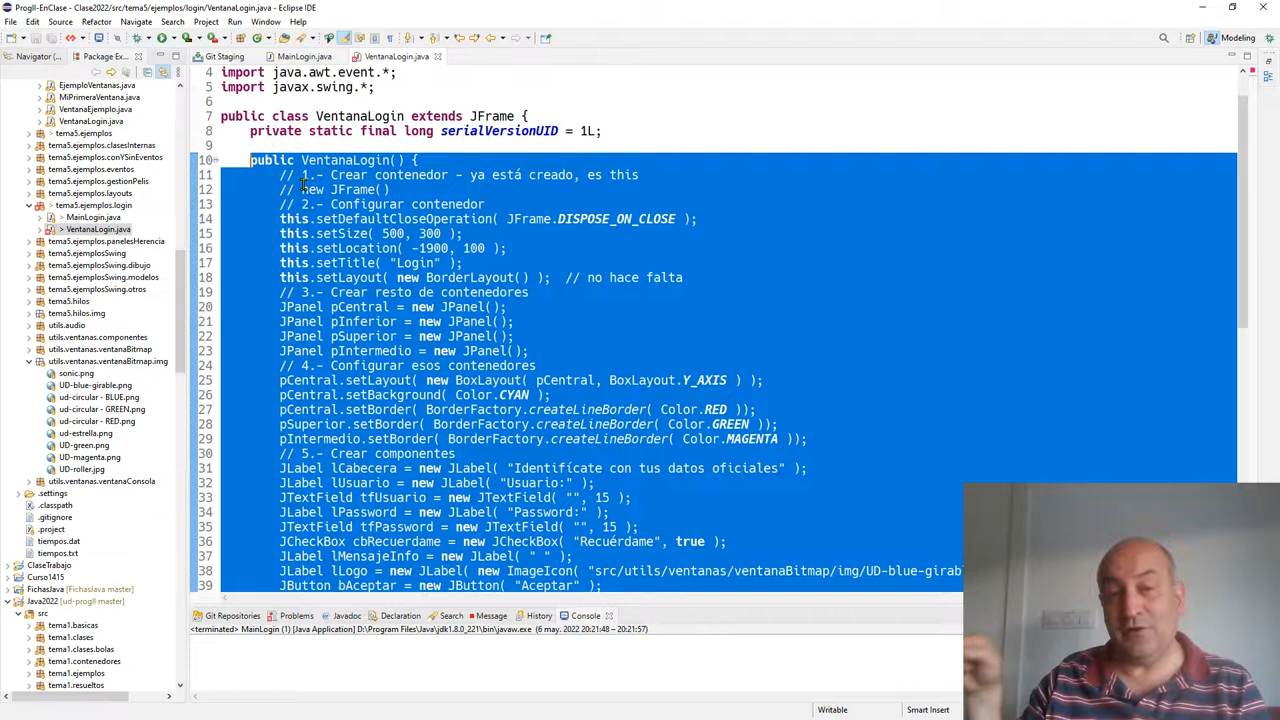 ProgII-EnClase - Clase2022/src/tema5/ejemplos/login/VentanaLogin.java - Eclipse IDE
File Edit Source Refactor Navigate Search Project Run Window Help
Modeling
Navigator (... Package Ex... Git Staging MainLogin.java VentanaLogin.java
EjemploVentanas.java
MiPrimeraVentana.java
VentanaEjemplo.java
VentanaLogin.java
tema5.ejemplos
tema5.ejemplos.clasesInternas
tema5.ejemplos.conYSinEventos
tema5.ejemplos.eventos
tema5.ejemplos.gestionPelis
tema5.ejemplos.layouts
tema5.ejemplos.login
> MainLogin.java
> VentanaLogin.java
tema5.ejemplos.panelesHerencia
tema5.ejemplosSwing
tema5.ejemplosSwing.dibujo
tema5.ejemplosSwing.modelos
tema5.ejemplosSwing.otros
tema5.hilos
tema5.hilos.img
utils.audio
utils.ventanas.componentes
utils.ventanas.ventanaBitmap
utils.ventanas.ventanaBitmap.img
sonic.png
UD-blue-girable.png
ud-circular - BLUE.png
ud-circular - GREEN.png
ud-circular - RED.png
ud-estrella.png
UD-green.png
UD-magenta.png
UD-roller.jpg
utils.ventanas.ventanaConsola
.settings
.classpath
.gitignore
.project
tiempos.dat
tiempos.txt
ClaseTrabajo
Curso1415
FichasJava [FichasJava master]
Java2022 [ud-progII master]
src
tema1.basicas
tema1.clases
tema1.clases.bolas
tema1.contenedores
tema1.ejemplos
tema1.resueltos
4 import java.awt.event.*;
5 import javax.swing.*;
6
7 public class VentanaLogin extends JFrame {
8 private static final long serialVersionUID = 1L;
9
10 public VentanaLogin() {
11 // 1.- Crear contenedor - ya está creado, es this
12 // new JFrame()
13 // 2.- Configurar contenedor
14 this.setDefaultCloseOperation( JFrame.DISPOSE_ON_CLOSE );
15 this.setSize( 500, 300 );
16 this.setLocation( -1900, 100 );
17 this.setTitle( "Login" );
18 this.setLayout( new BorderLayout() ); // no hace falta
19 // 3.- Crear resto de contenedores
20 JPanel pCentral = new JPanel();
21 JPanel pInferior = new JPanel();
22 JPanel pSuperior = new JPanel();
23 JPanel pIntermedio = new JPanel();
24 // 4.- Configurar esos contenedores
25 pCentral.setLayout( new BoxLayout( pCentral, BoxLayout.Y_AXIS ) );
26 pCentral.setBackground( Color.CYAN );
27 pCentral.setBorder( BorderFactory.createLineBorder( Color.RED ));
28 pSuperior.setBorder( BorderFactory.createLineBorder( Color.GREEN ));
29 pIntermedio.setBorder( BorderFactory.createLineBorder( Color.MAGENTA ));
30 // 5.- Crear componentes
31 JLabel lCabecera = new JLabel( "Identifícate con tus datos oficiales" );
32 JLabel lUsuario = new JLabel( "Usuario:" );
33 JTextField tfUsuario = new JTextField( "", 15 );
34 JLabel lPassword = new JLabel( "Password:" );
35 JTextField tfPassword = new JTextField( "", 15 );
36 JCheckBox cbRecuerdame = new JCheckBox( "Recuérdame", true );
37 JLabel lMensajeInfo = new JLabel( " " );
38 JLabel lLogo = new JLabel( new ImageIcon( "src/utils/ventanas/ventanaBitmap/img/UD-blue-girabl
39 JButton bAceptar = new JButton( "Aceptar" );
Git Repositories Problems Javadoc Declaration Search Message History Console
<terminated> MainLogin (1) [Java Application] D:\Program Files\Java\jdk1.8.0_221\bin\javaw.exe (6 may. 2022 20:21:48 – 20:21:57)
Writable Smart Insert